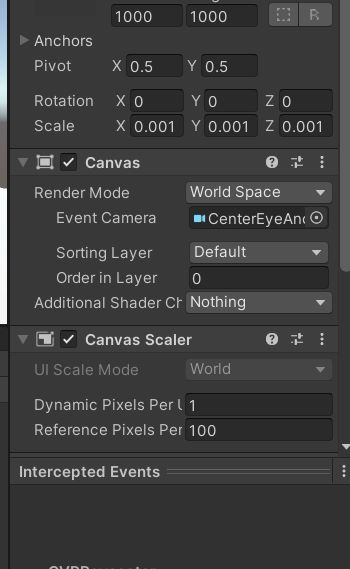 1000 1000 R
Anchors
Pivot X 0.5 Y 0.5
Rotation X 0 Y 0 Z 0
Scale X 0.001 Y 0.001 Z 0.001
Canvas
Render Mode World Space
Event Camera CenterEyeAnc
Sorting Layer Default
Order in Layer 0
Additional Shader Ch Nothing
Canvas Scaler
UI Scale Mode World
Dynamic Pixels Per U 1
Reference Pixels Per 100
Intercepted Events